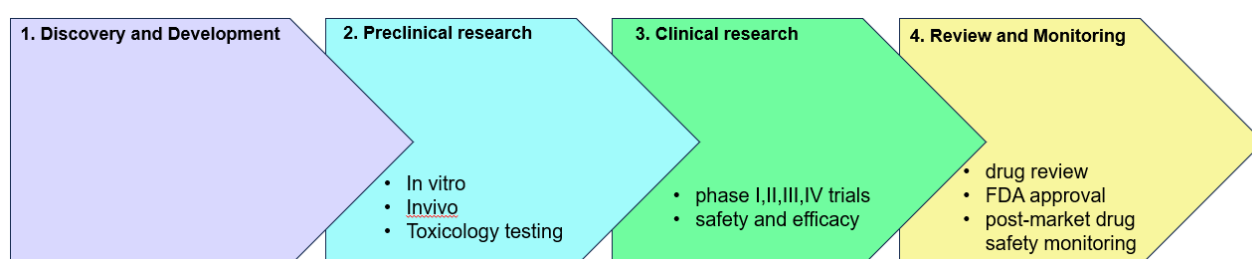 1. Discovery and Development
2. Preclinical research
• In vitro
• Invivo
• Toxicology testing
3. Clinical research
• phase I,II,III,IV trials
• safety and efficacy
4. Review and Monitoring
• drug review
• FDA approval
• post-market drug
safety monitoring